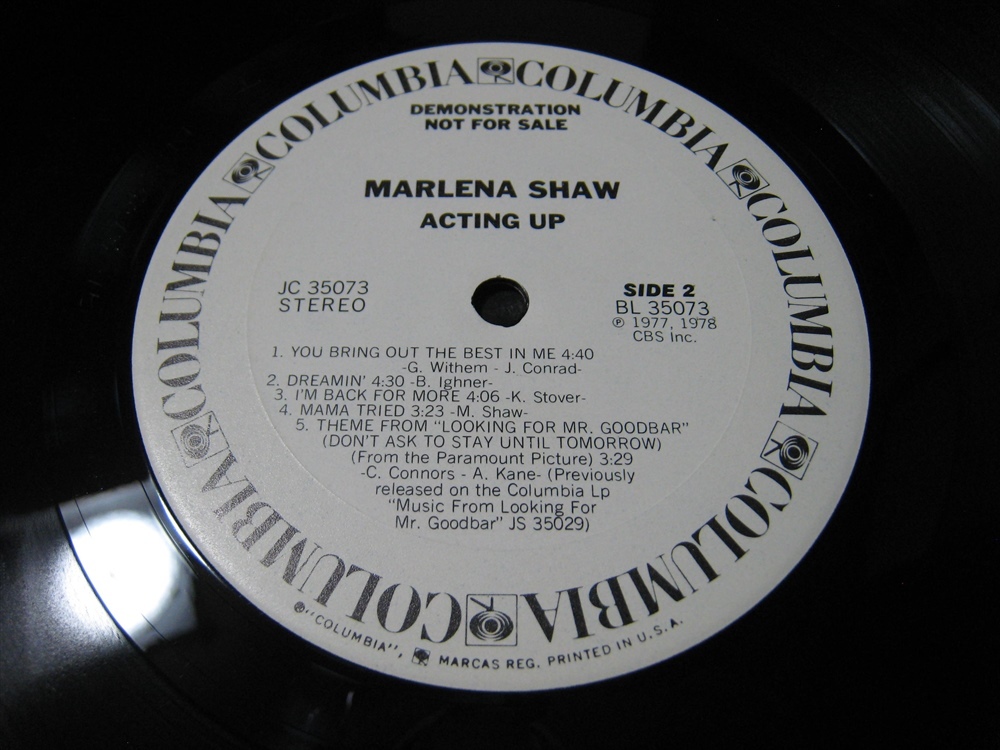 COLUMBIA COLUMBIA COLUMBIA COLUMBIA COLUMBIA COLUMBIA COLUMBIA COLUMBIA
DEMONSTRATION
NOT FOR SALE
MARLENA SHAW
ACTING UP
JC 35073
STEREO
SIDE 2
BL 35073
℗ 1977, 1978
CBS Inc.
1. YOU BRING OUT THE BEST IN ME 4:40
-G. Withem - J. Conrad-
2. DREAMIN' 4:30 -B. Ighner-
3. I'M BACK FOR MORE 4:06 -K. Stover-
4. MAMA TRIED 3:23 -M. Shaw-
5. THEME FROM "LOOKING FOR MR. GOODBAR"
(DON'T ASK TO STAY UNTIL TOMORROW)
(From the Paramount Picture) 3:29
-C. Connors - A. Kane- (Previously
released on the Columbia Lp
"Music From Looking For
Mr. Goodbar" JS 35029)
®"COLUMBIA", MARCAS REG. PRINTED IN U.S.A.